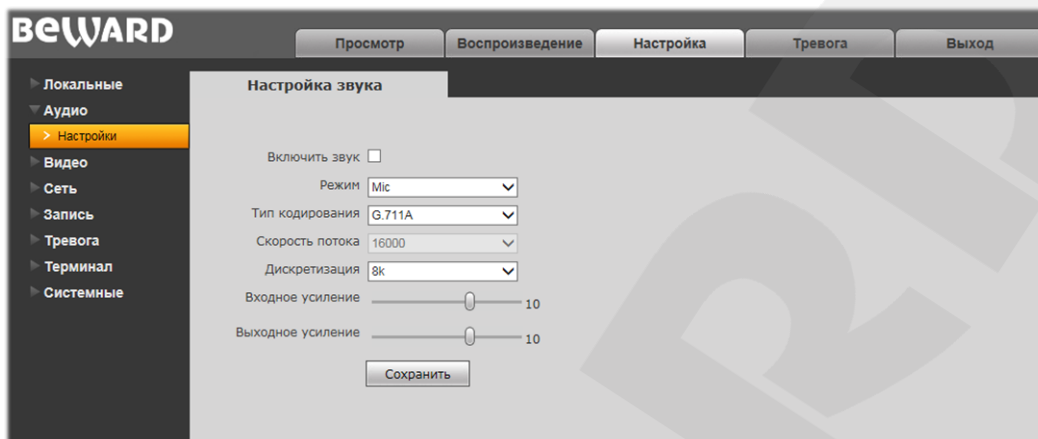 BEWARD
Просмотр
Воспроизведение
Настройка
Тревога
Выход
Локальные
Аудио
Настройки
Видео
Сеть
Запись
Тревога
Терминал
Системные
Настройка звука
Включить звук
Режим Mic
Тип кодирования G.711A
Скорость потока 16000
Дискретизация 8k
Входное усиление 10
Выходное усиление 10
Сохранить